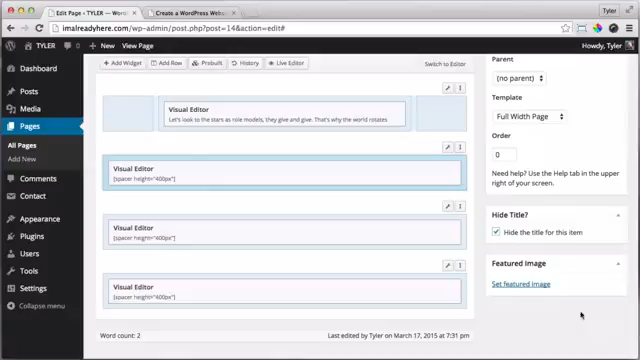 Edit Page ‹ TYLER — Wor
Create a WordPress Webs
Tyler
imalreadyhere.com/wp-admin/post.php?post=14&action=edit#
TYLER
0
New
View Page
Howdy, Tyler
Dashboard
Posts
Media
Pages
All Pages
Add New
Comments
Contact
Appearance
Plugins
Users
Tools
Settings
Collapse menu
Add Widget
Add Row
Prebuilt
History
Live Editor
Switch to Editor
Visual Editor
Let's look to the stars as role models, they give and give. That's why the world rotates.
Visual Editor
[spacer height="400px"]
Visual Editor
[spacer height="400px"]
Visual Editor
[spacer height="400px"]
Word count: 2
Last edited by Tyler on March 17, 2015 at 7:31 pm
Parent
(no parent)
Template
Full Width Page
Order
0
Need help? Use the Help tab in the upper
right of your screen.
Hide Title?
Hide the title for this item
Featured Image
Set featured image